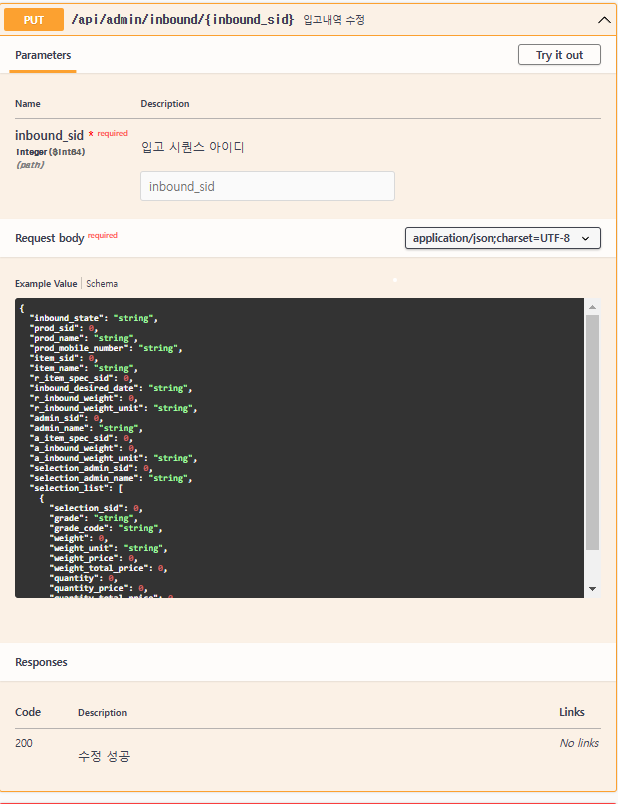 PUT /api/admin/inbound/{inbound_sid} 입고내역 수정
Parameters
Try it out
Name Description
inbound_sid * required
integer($int64)
(path)
입고 시퀀스 아이디
inbound_sid
Request body required
application/json;charset=UTF-8
Example Value Schema
{
"inbound_state": "string",
"prod_sid": 0,
"prod_name": "string",
"prod_mobile_number": "string",
"item_sid": 0,
"item_name": "string",
"r_item_spec_sid": 0,
"inbound_desired_date": "string",
"r_inbound_weight": 0,
"r_inbound_weight_unit": "string",
"admin_sid": 0,
"admin_name": "string",
"a_item_spec_sid": 0,
"a_inbound_weight": 0,
"a_inbound_weight_unit": "string",
"selection_admin_sid": 0,
"selection_admin_name": "string",
"selection_list": [
{
"selection_sid": 0,
"grade": "string",
"grade_code": "string",
"weight": 0,
"weight_unit": "string",
"weight_price": 0,
"weight_total_price": 0,
"quantity": 0,
"quantity_price": 0,
"quantity_total_price": 0
Responses
Code Description Links
200 수정 성공 No links